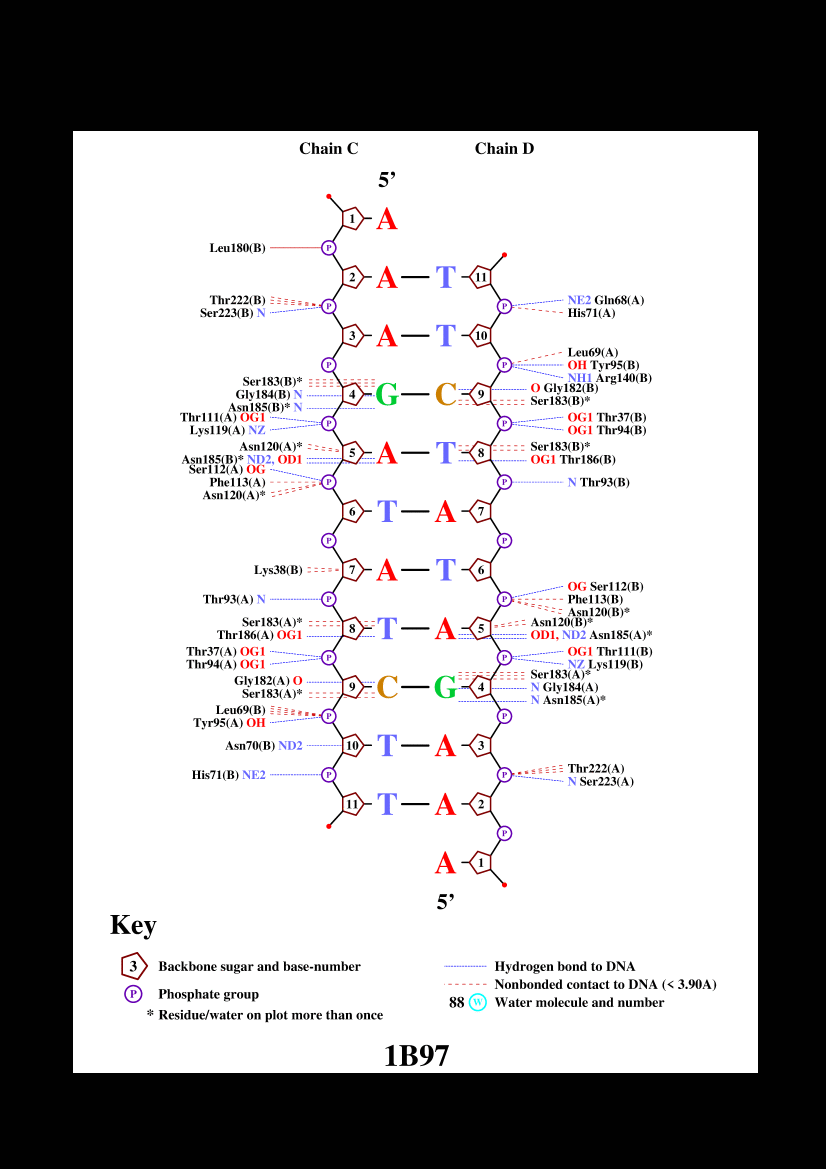 Chain C Chain D
5’
1 A
P
Leu180(B)
2 A T 11
Thr222(B)
Ser223(B) N
P P
NE2 Gln68(A)
His71(A)
3 A T 10
P P
Leu69(A)
OH Tyr95(B)
NH1 Arg140(B)
Ser183(B)*
Gly184(B) N
Asn185(B)* N
4 G C 9
O Gly182(B)
Ser183(B)*
Thr111(A) OG1
Lys119(A) NZ
P P
OG1 Thr37(B)
OG1 Thr94(B)
Asn120(A)*
Asn185(B)* ND2, OD1
5 A T 8
Ser183(B)*
OG1 Thr186(B)
Ser112(A) OG
Phe113(A)
Asn120(A)*
P P
N Thr93(B)
6 T A 7
P P
Lys38(B)
7 A T 6
Thr93(A) N
P P
OG Ser112(B)
Phe113(B)
Asn120(B)*
Ser183(A)*
Thr186(A) OG1
8 T A 5
Asn120(B)*
OD1, ND2 Asn185(A)*
Thr37(A) OG1
Thr94(A) OG1
P P
OG1 Thr111(B)
NZ Lys119(B)
Gly182(A) O
Ser183(A)*
9 C G 4
Ser183(A)*
N Gly184(A)
N Asn185(A)*
Leu69(B)
Tyr95(A) OH
P P
Asn70(B) ND2
10 T A 3
His71(B) NE2
P P
Thr222(A)
N Ser223(A)
11 T A 2
P
A 1
5’
Key
3 Backbone sugar and base-number
P Phosphate group
* Residue/water on plot more than once
Hydrogen bond to DNA
Nonbonded contact to DNA (< 3.90A)
88 W Water molecule and number
1B97